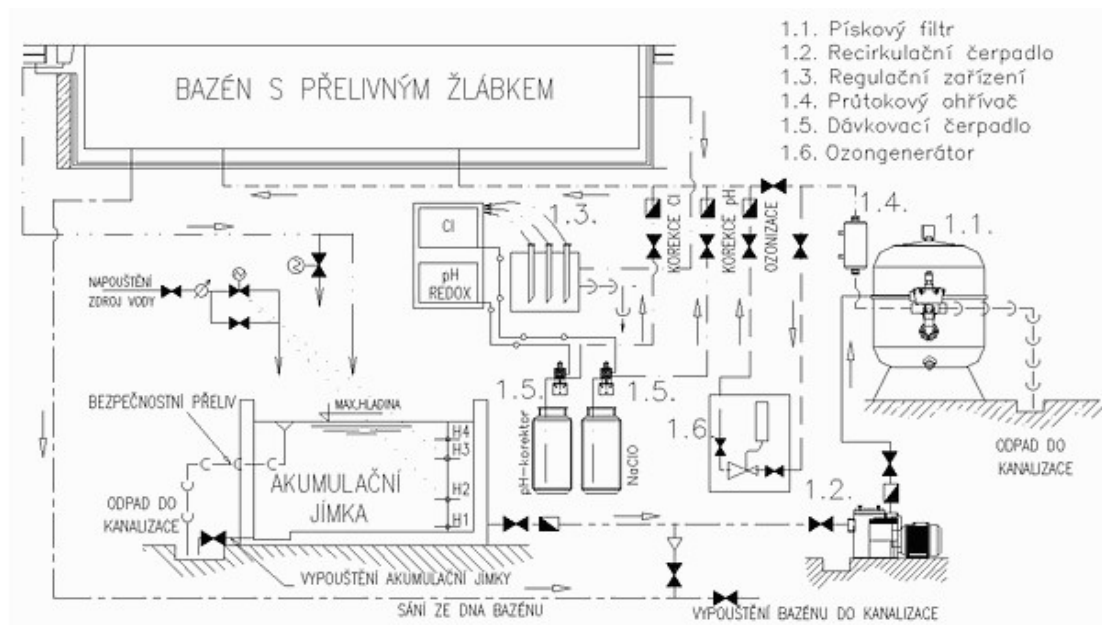 1.1. Pískový filtr
1.2. Recirkulační čerpadlo
1.3. Regulační zařízení
1.4. Průtokový ohřívač
1.5. Dávkovací čerpadlo
1.6. Ozongenerátor
BAZÉN S PŘELIVNÝM ŽLÁBKEM
Cl
pH
REDOX
1.3.
KOREKCE Cl
KOREKCE pH
OZONIZACE
1.4.
1.1.
NAPOUŠTĚNÍ
ZDROJ VODY
BEZPEČNOSTNÍ PŘELIV
MAX.HLADINA
H4
H3
H2
H1
AKUMULAČNÍ
JÍMKA
ODPAD DO
KANALIZACE
1.5.
1.5.
pH-korektor
NaClO
1.6.
1.2.
ODPAD DO
KANALIZACE
VYPOUŠTĚNÍ AKUMULAČNÍ JÍMKY
SÁNÍ ZE DNA BAZÉNU
VYPOUŠTĚNÍ BAZÉNU DO KANALIZACE